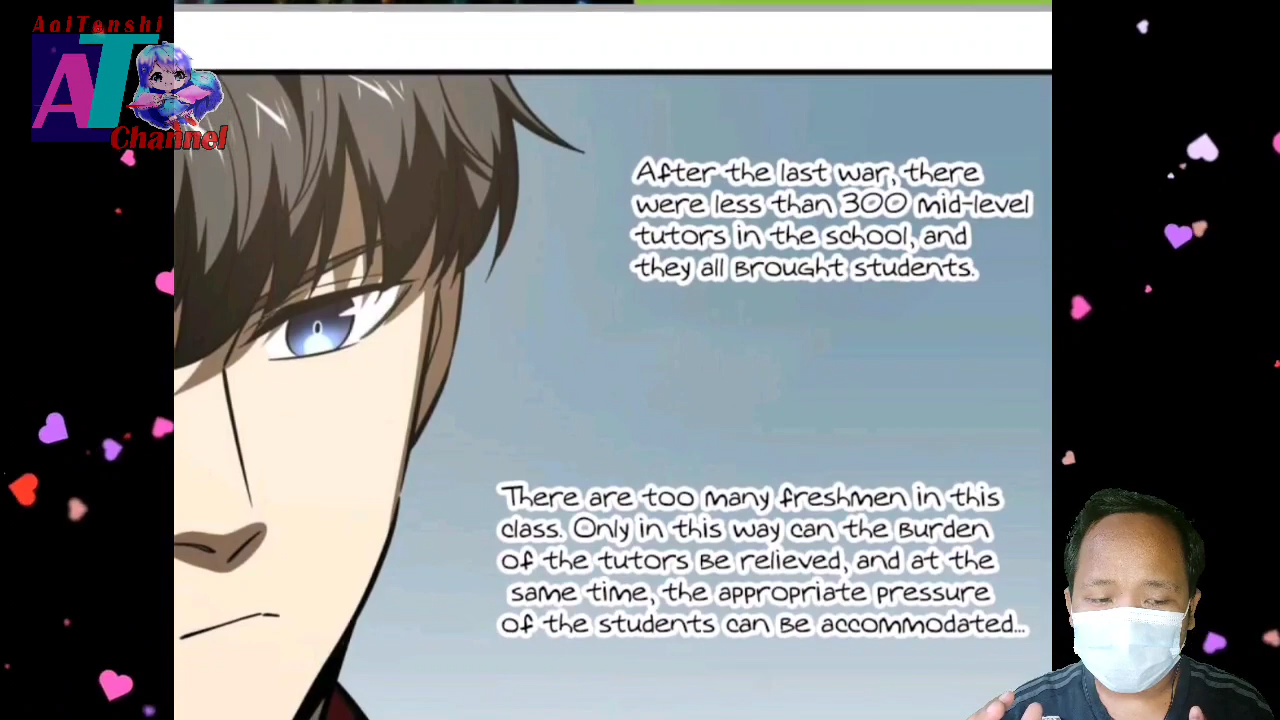 AoiTenshi
AT
Channel
After the last war, there
were less than 300 mid-level
tutors in the school, and
they all brought students.
There are too many freshmen in this
class. Only in this way can the burden
of the tutors be relieved, and at the
same time, the appropriate pressure
of the students can be accommodated...